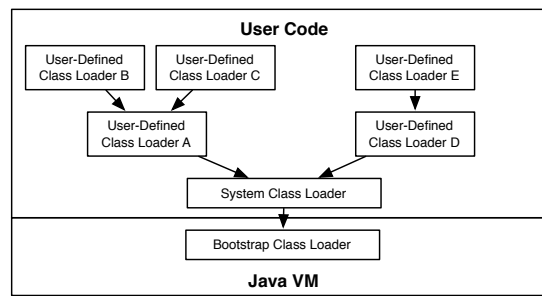 User Code
User-Defined
Class Loader B
User-Defined
Class Loader C
User-Defined
Class Loader E
User-Defined
Class Loader A
User-Defined
Class Loader D
System Class Loader
Bootstrap Class Loader
Java VM